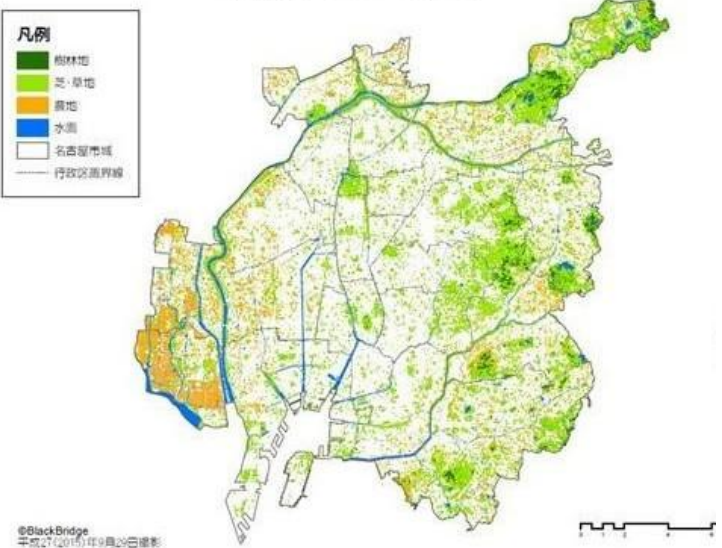 凡例
樹林地
芝・草地
農地
水面
名古屋市域
行政区画界線
©BlackBridge
平成27(2015)年9月29日撮影